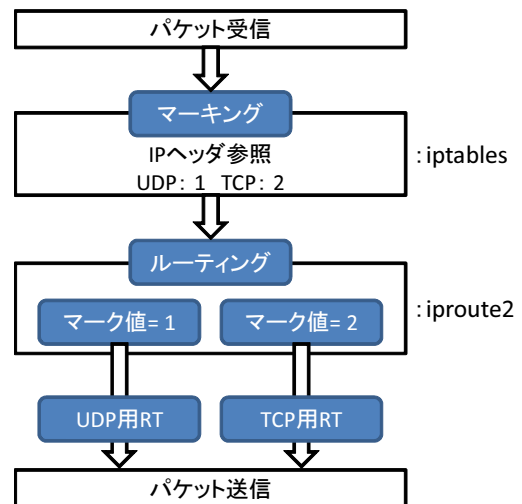 パケット受信
マーキング
IPヘッダ参照
UDP: 1 TCP: 2
: iptables
ルーティング
マーク値= 1
マーク値= 2
: iproute2
UDP用RT
TCP用RT
パケット送信